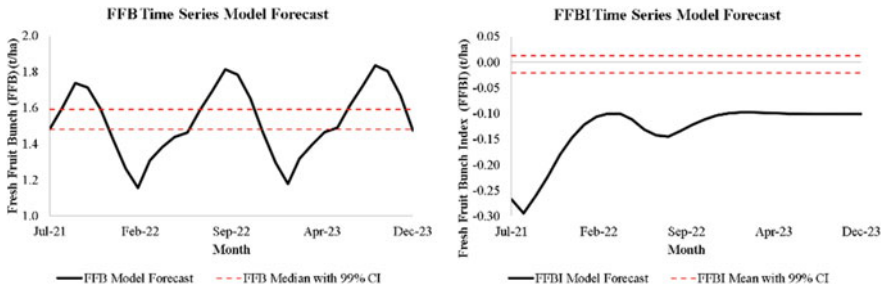 FFB Time Series Model Forecast
Fresh Fruit Bunch (FFB) (t/ha)
2.0
1.8
1.6
1.4
1.2
1.0
Jul-21 Feb-22 Sep-22 Apr-23 Dec-23
Month
FFB Model Forecast FFB Median with 99% CI
FFBI Time Series Model Forecast
Fresh Fruit Bunch Index (FFBI) (t/ha)
0.05
0.00
-0.05
-0.10
-0.15
-0.20
-0.25
-0.30
Jul-21 Feb-22 Sep-22 Apr-23 Dec-23
Month
FFBI Model Forecast FFBI Mean with 99% CI